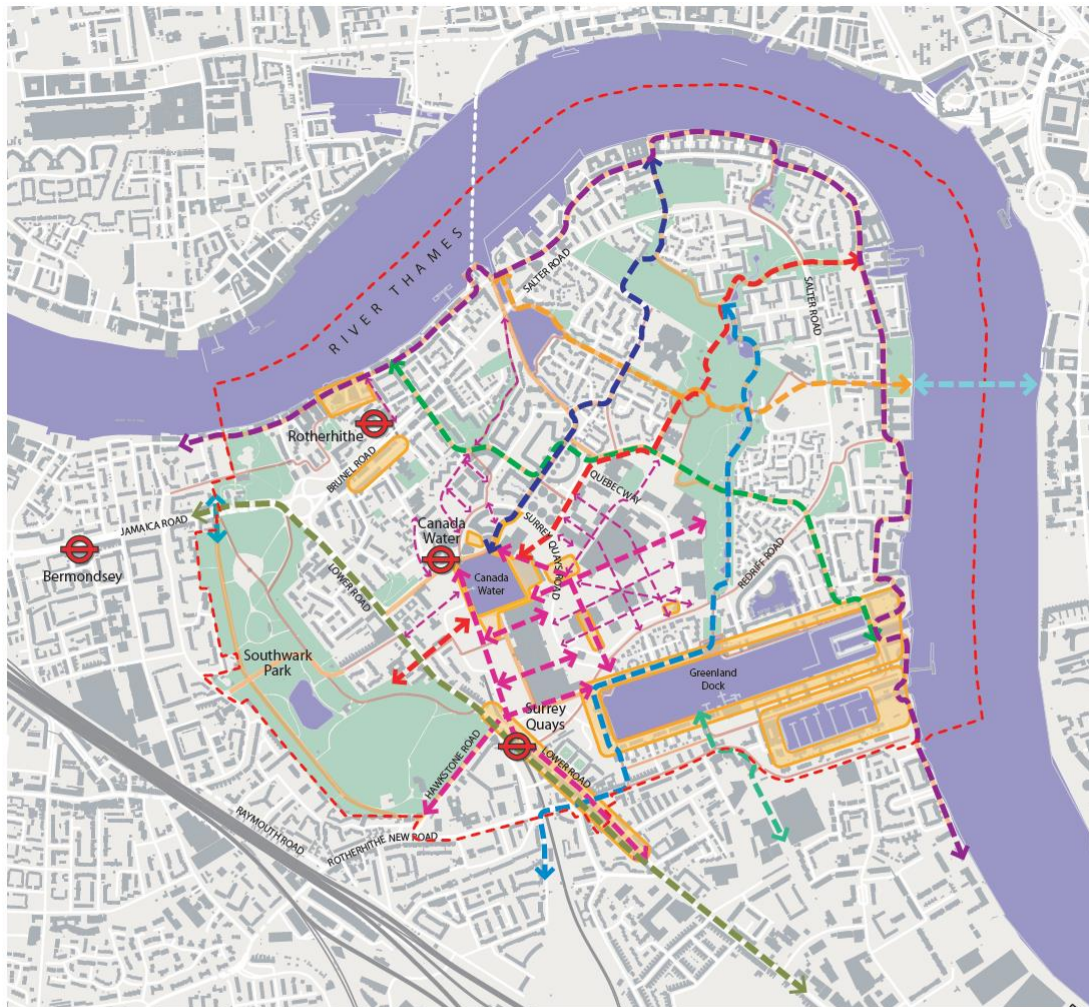 RIVER THAMES
SALTER ROAD
SALTER ROAD
Rotherhithe
BRUNEL ROAD
QUEBEC WAY
JAMAICA ROAD
Bermondsey
Canada
Water
SURREY QUAYS ROAD
LOWER ROAD
Canada
Water
REDRIFF ROAD
Southwark
Park
Greenland
Dock
Surrey
Quays
HAWKSTONE ROAD
LOWER ROAD
RAYMOUTH ROAD
ROTHERHITHE NEW ROAD